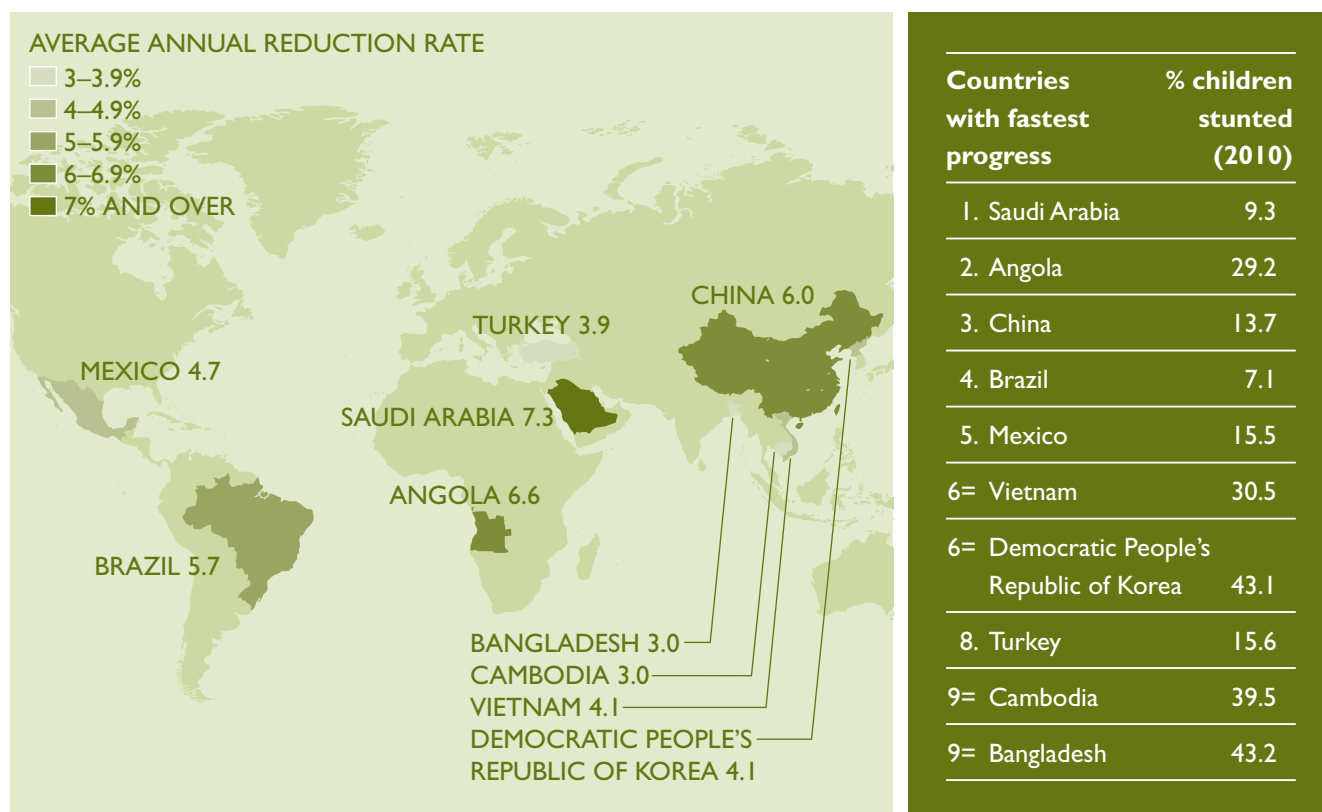 AVERAGE ANNUAL REDUCTION RATE
3–3.9%
4–4.9%
5–5.9%
6–6.9%
7% AND OVER
CHINA 6.0
TURKEY 3.9
MEXICO 4.7
SAUDI ARABIA 7.3
ANGOLA 6.6
BRAZIL 5.7
BANGLADESH 3.0
CAMBODIA 3.0
VIETNAM 4.1
DEMOCRATIC PEOPLE'S
REPUBLIC OF KOREA 4.1
Countries % children
with fastest stunted
progress (2010)
1. Saudi Arabia 9.3
2. Angola 29.2
3. China 13.7
4. Brazil 7.1
5. Mexico 15.5
6= Vietnam 30.5
6= Democratic People's
Republic of Korea 43.1
8. Turkey 15.6
9= Cambodia 39.5
9= Bangladesh 43.2